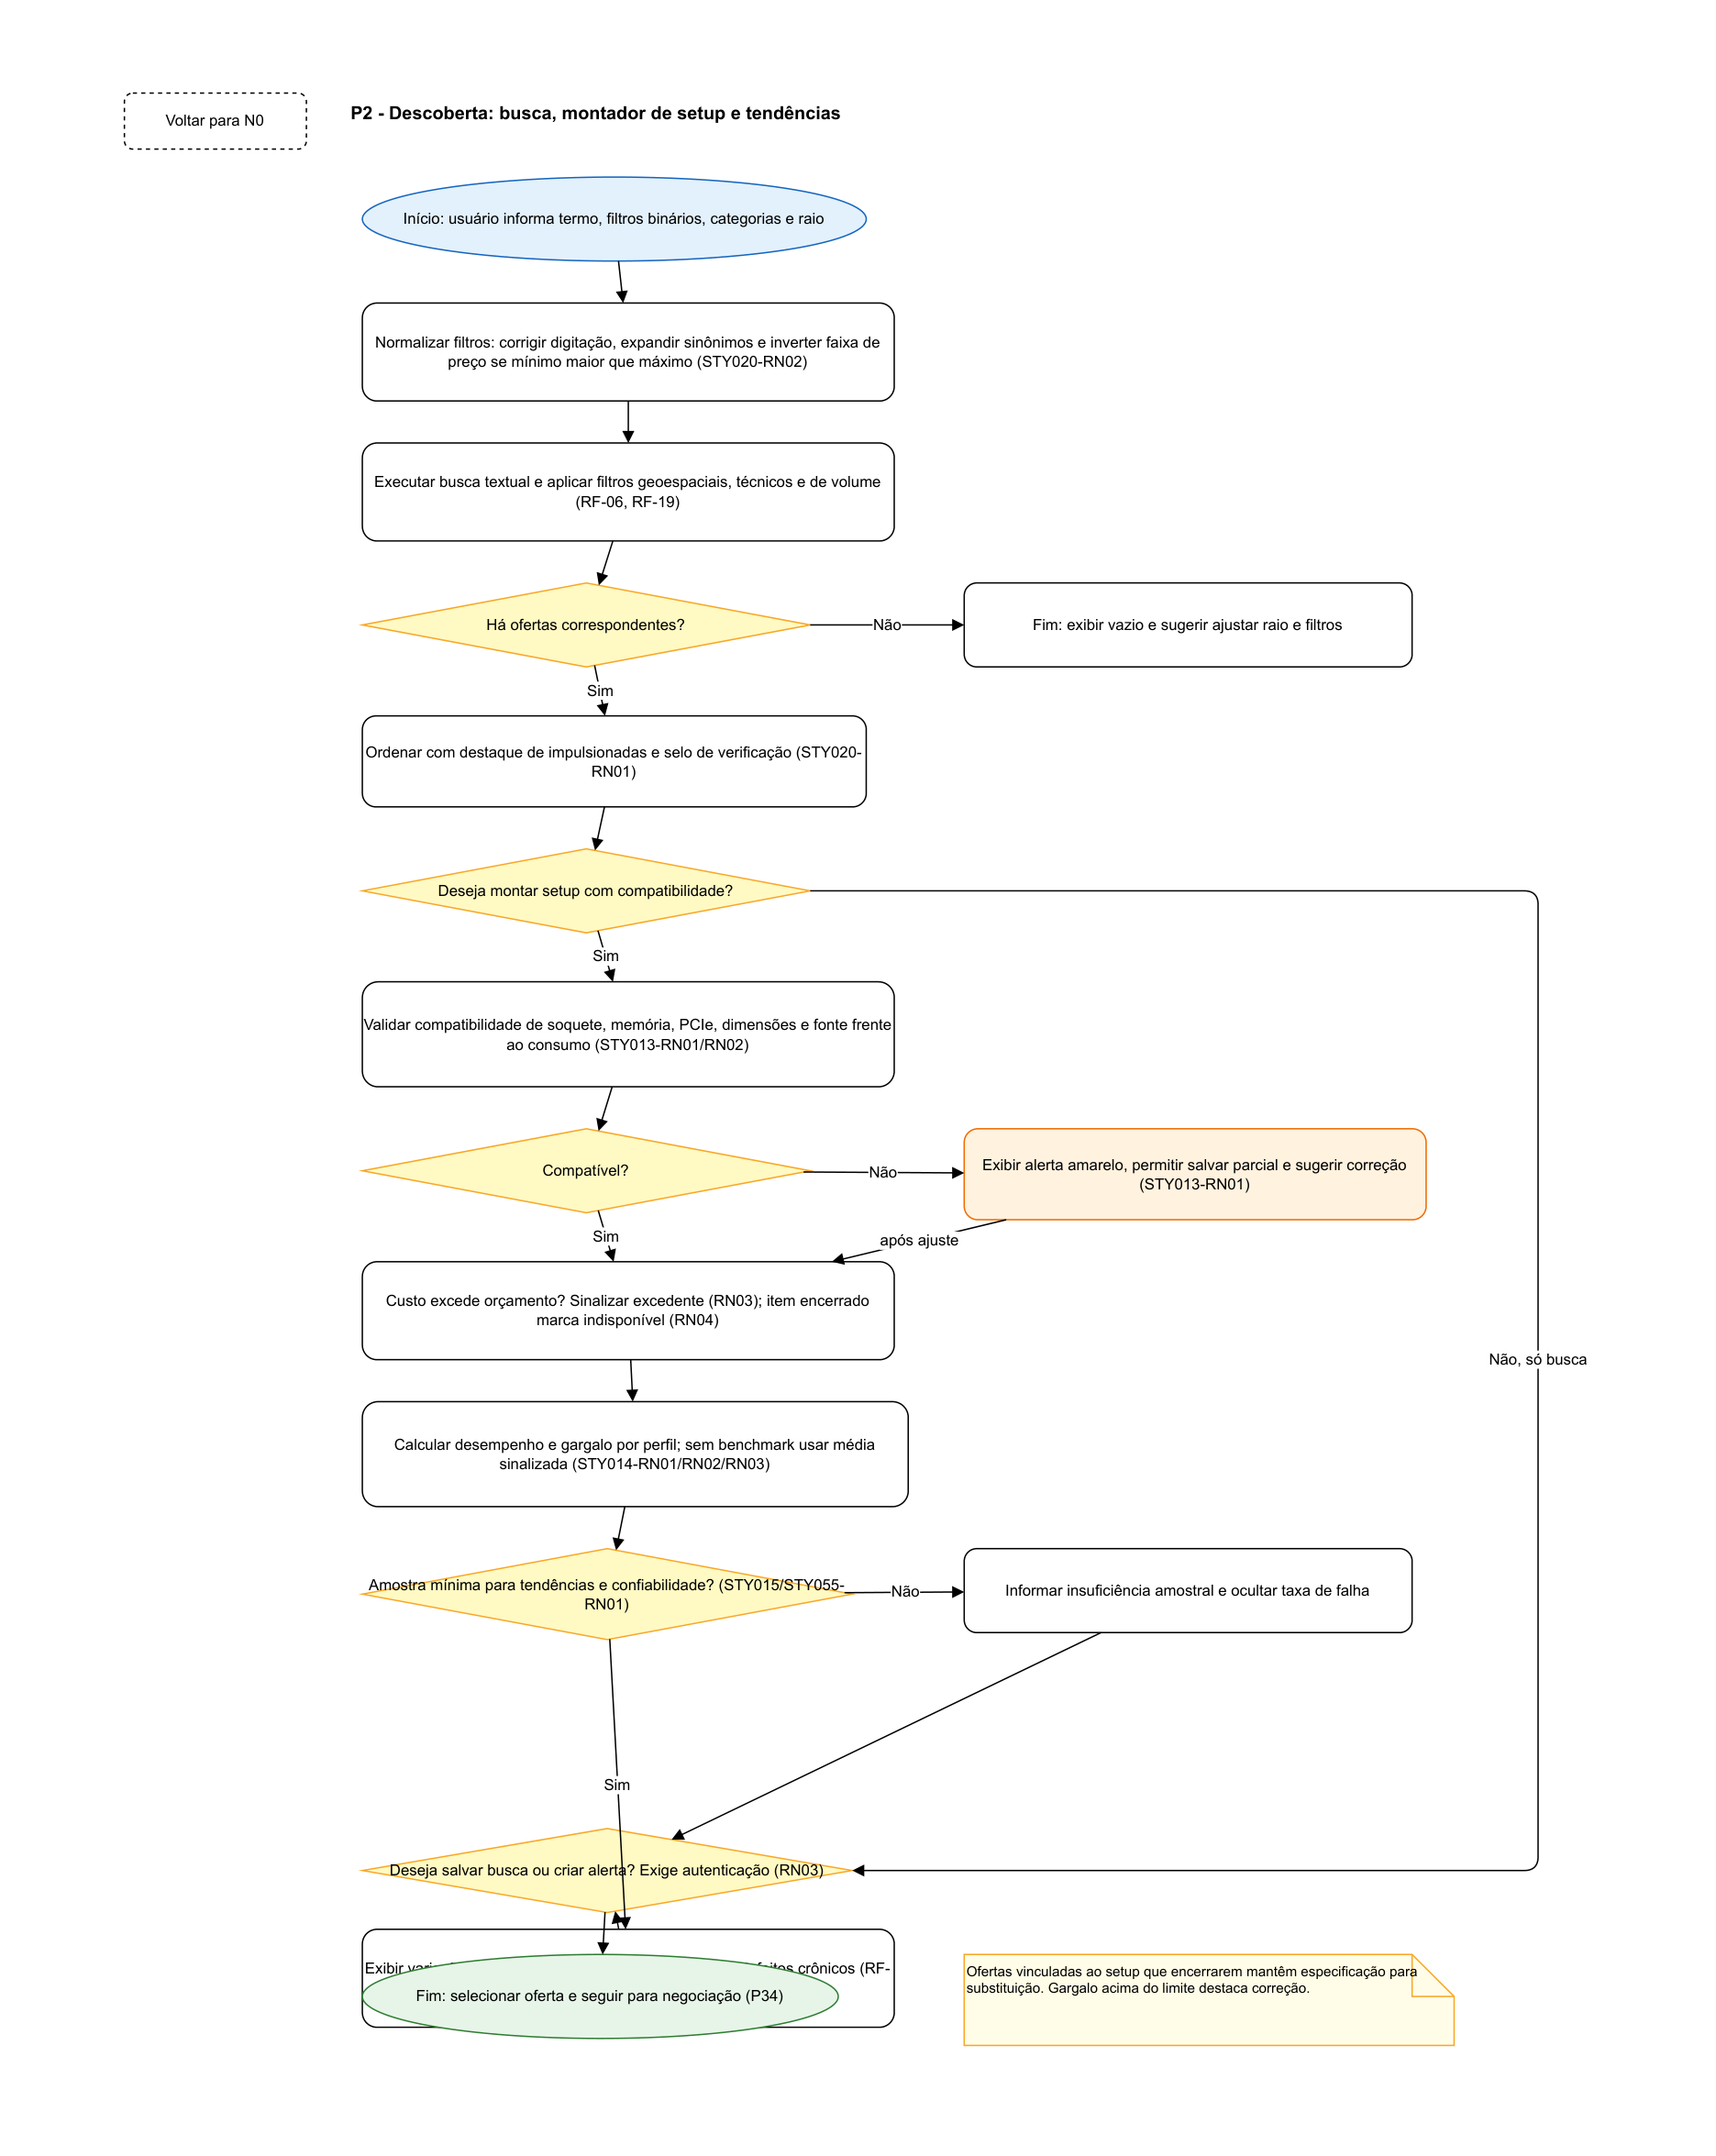 Voltar para N0
P2 - Descoberta: busca, montador de setup e tendências
Início: usuário informa termo, filtros binários, categorias e raio
Normalizar filtros: corrigir digitação, expandir sinônimos e inverter faixa de
preço se mínimo maior que máximo (STY020-RN02)
Executar busca textual e aplicar filtros geoespaciais, técnicos e de volume
(RF-06, RF-19)
Há ofertas correspondentes?
Não
Fim: exibir vazio e sugerir ajustar raio e filtros
Sim
Ordenar com destaque de impulsionadas e selo de verificação (STY020-
RN01)
Deseja montar setup com compatibilidade?
Sim
Validar compatibilidade de soquete, memória, PCIe, dimensões e fonte frente
ao consumo (STY013-RN01/RN02)
Compatível?
Não
Exibir alerta amarelo, permitir salvar parcial e sugerir correção
(STY013-RN01)
Sim
após ajuste
Custo excede orçamento? Sinalizar excedente (RN03); item encerrado
marca indisponível (RN04)
Não, só busca
Calcular desempenho e gargalo por perfil; sem benchmark usar média
sinalizada (STY014-RN01/RN02/RN03)
Amostra mínima para tendências e confiabilidade? (STY015/STY055-
RN01)
Não
Informar insuficiência amostral e ocultar taxa de falha
Sim
Deseja salvar busca ou criar alerta? Exige autenticação (RN03)
Exibir crônicos (RF-
Fim: selecionar oferta e seguir para negociação (P34)
Ofertas vinculadas ao setup que encerrarem mantêm especificação para
substituição. Gargalo acima do limite destaca correção.